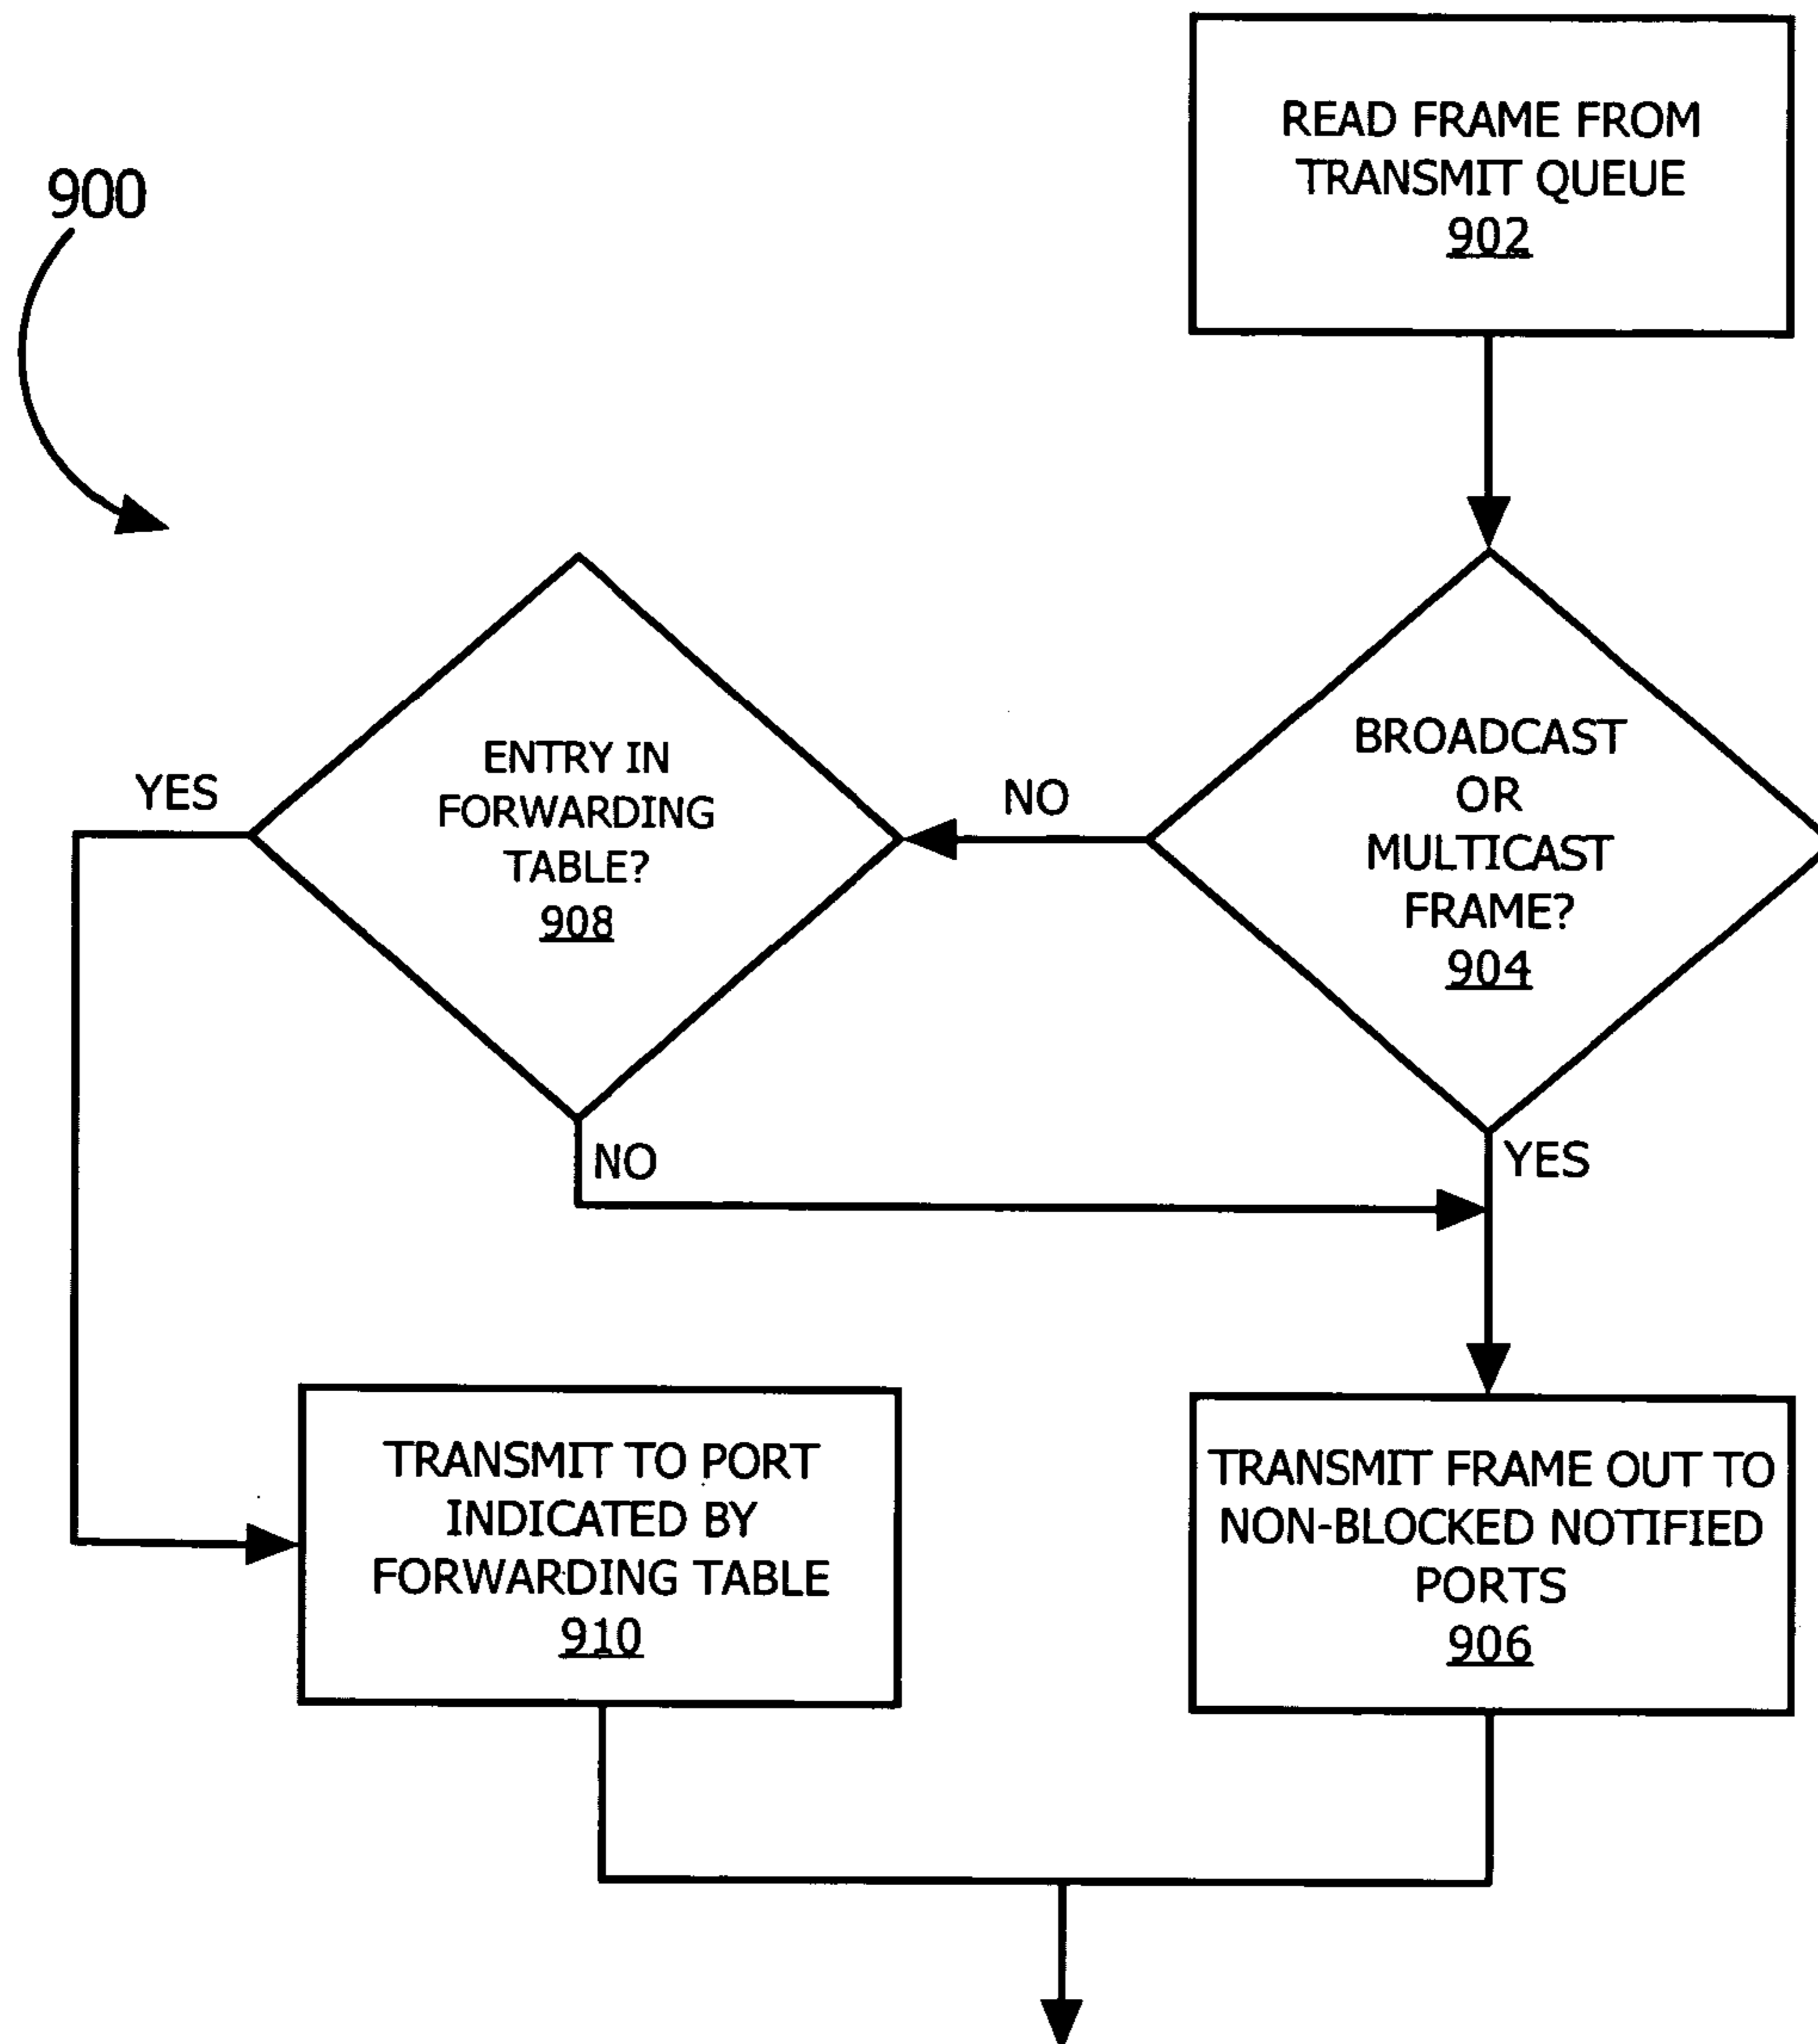 READ FRAME FROM
TRANSMIT QUEUE
902
900
BROADCAST
OR
MULTICAST
FRAME?
904
NO
YES
ENTRY IN
FORWARDING
TABLE?
908
YES
NO
TRANSMIT TO PORT
INDICATED BY
FORWARDING TABLE
910
TRANSMIT FRAME OUT TO
NON-BLOCKED NOTIFIED
PORTS
906